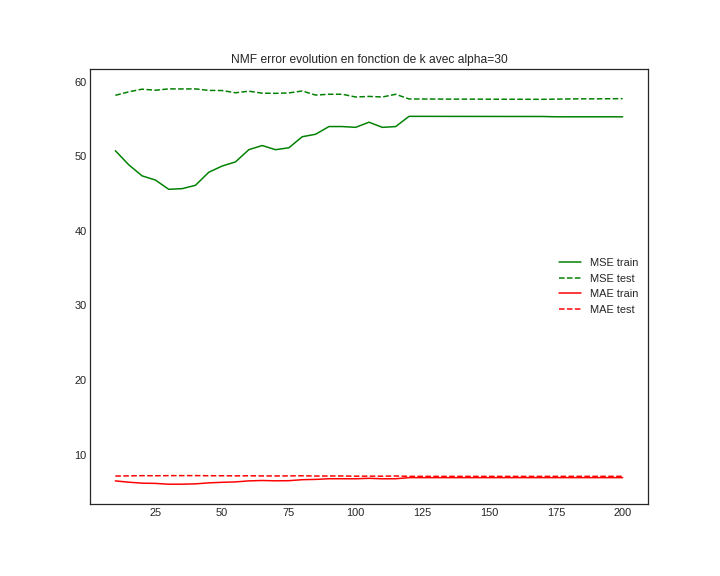 NMF error evolution en fonction de k avec alpha=30
60
50
40
30
20
10
MSE train
MSE test
MAE train
MAE test
25 50 75 100 125 150 175 200